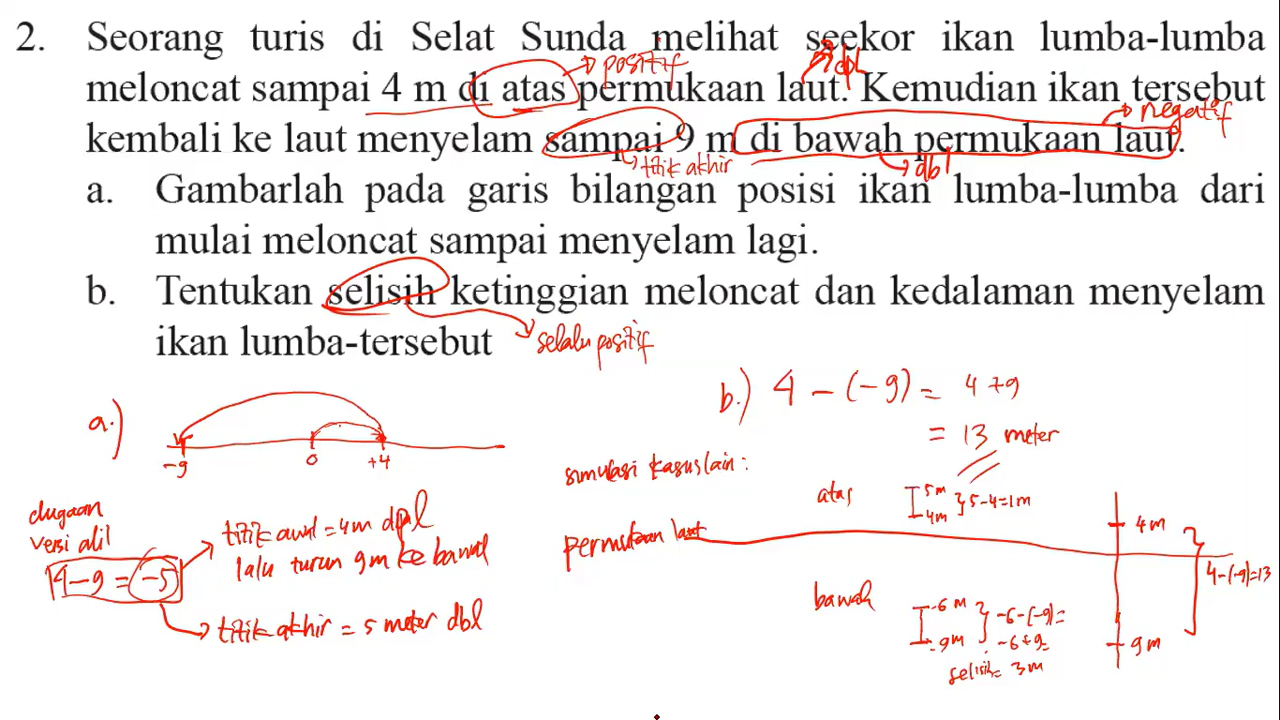 2. Seorang turis di Selat Sunda melihat seekor ikan lumba-lumba
meloncat sampai 4 m di atas permukaan laut. Kemudian ikan tersebut
kembali ke laut menyelam sampai 9 m di bawah permukaan laut.
a. Gambarlah pada garis bilangan posisi ikan lumba-lumba dari
mulai meloncat sampai menyelam lagi.
b. Tentukan selisih ketinggian meloncat dan kedalaman menyelam
ikan lumba-tersebut
positif
dpl
negatif
titik akhir
dbl
selalu positif
a.)
-9 0 +4
b.) 4 - (-9) = 4 + 9
= 13 meter
simulasi kasus lain:
atas
5m
4m
} 5-4=1m
permukaan laut
bawah
-6 m
-9m
} -6-(-9)=
-6+9=
selisih= 3m
4m
9m
4-(-9)=13
dugaan
versi alil
4-9 = -5
titik awal = 4m dpl
lalu turun 9m ke bawah
titik akhir = 5 meter dbl